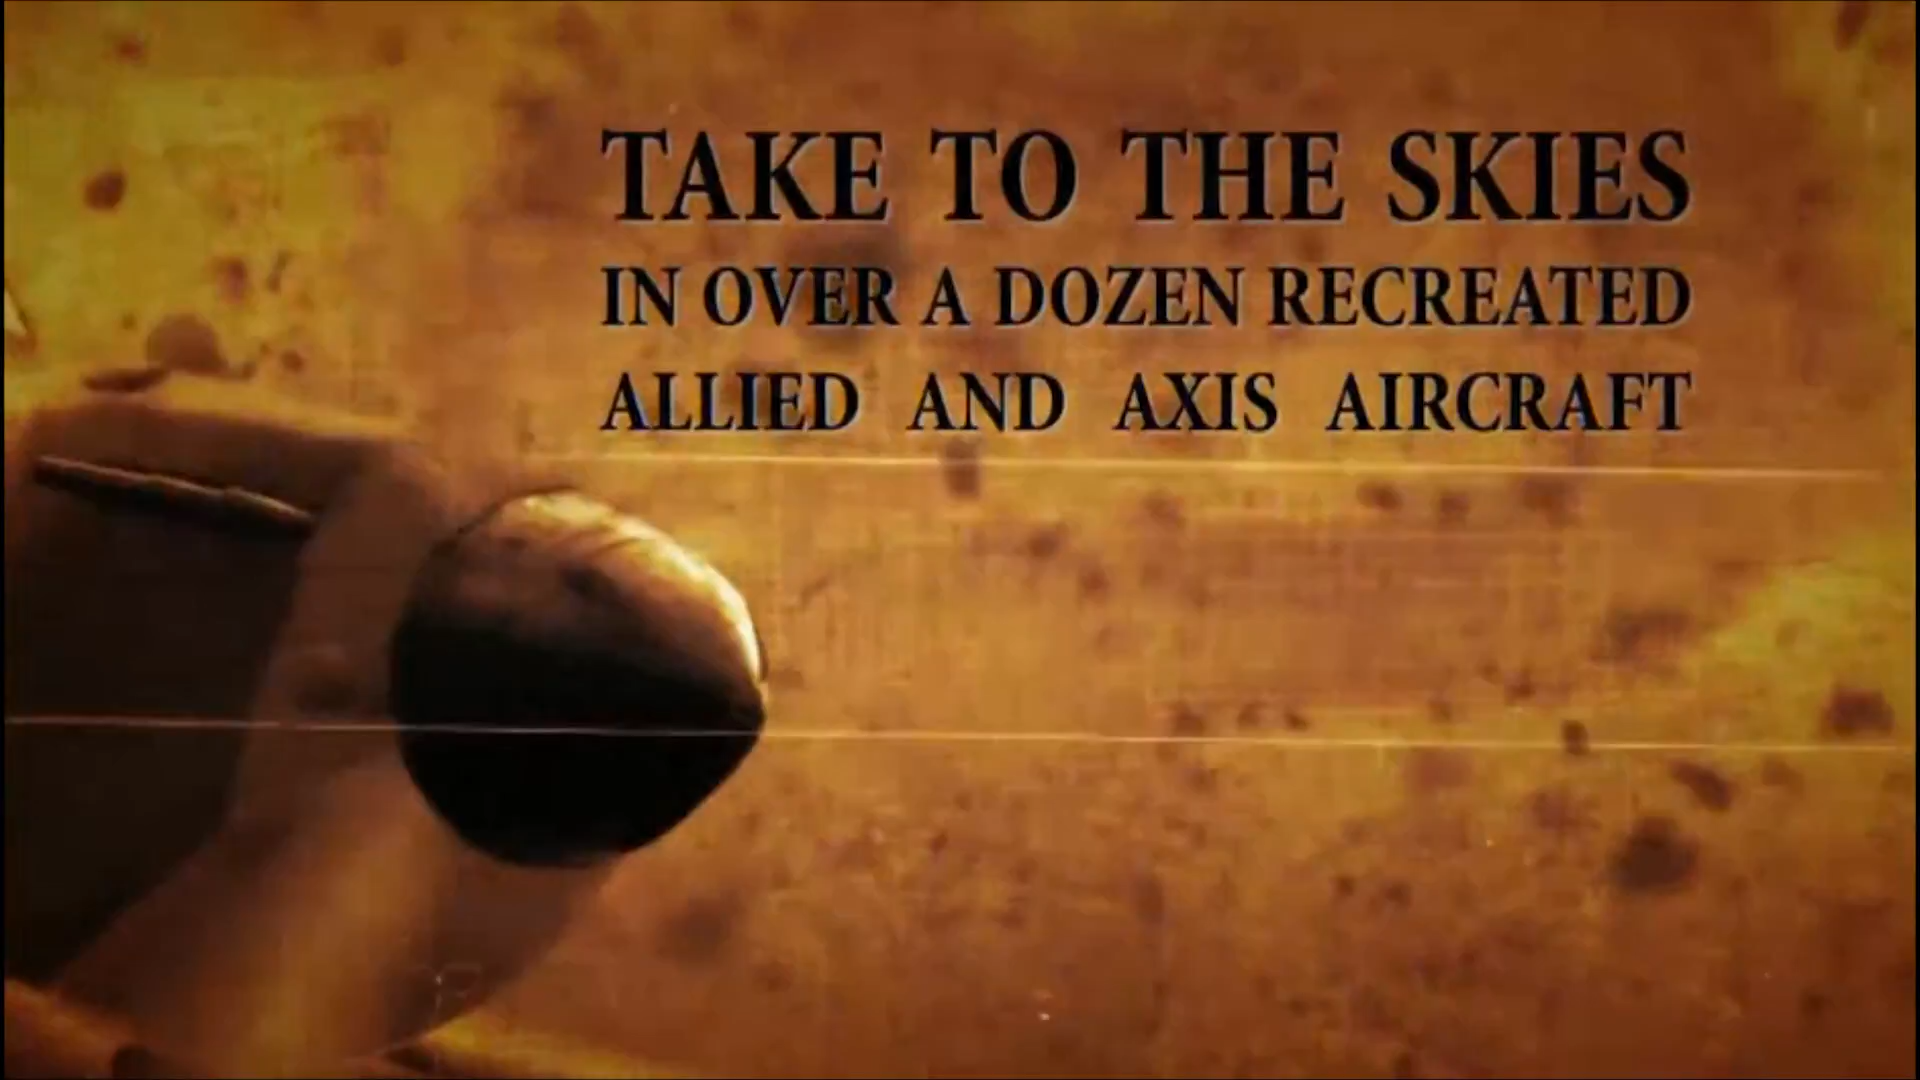 TAKE TO THE SKIES
IN OVER A DOZEN RECREATED
ALLIED AND AXIS AIRCRAFT